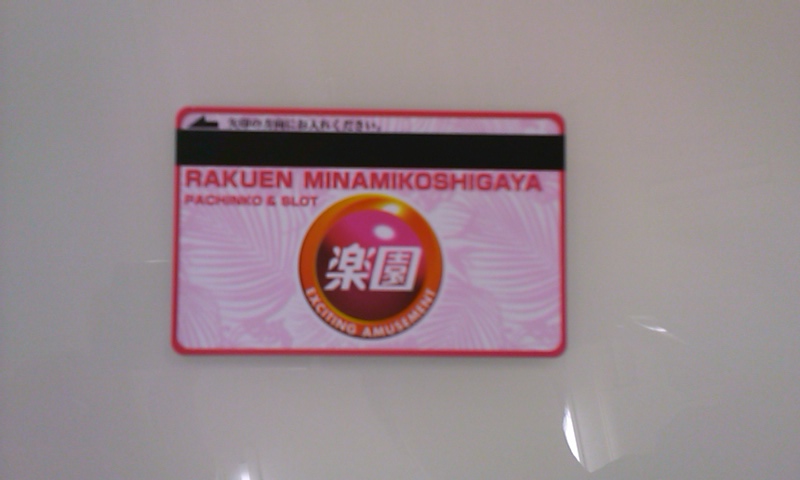 矢印の方向にお入れください。
RAKUEN MINAMIKOSHIGAYA
PACHINKO & SLOT
楽園
EXCITING AMUSEMENT